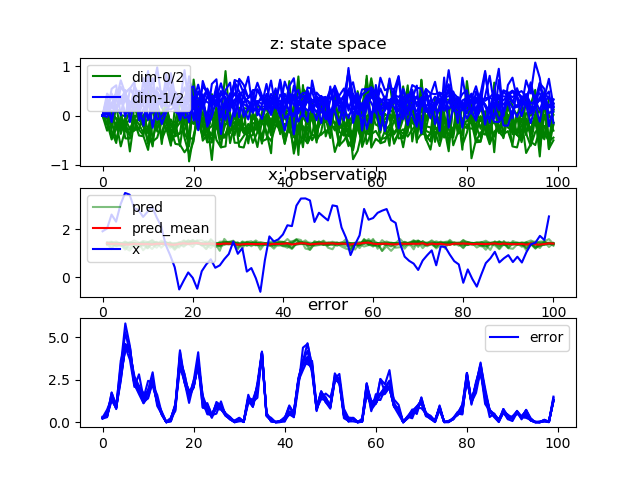 z: state space
1
0
−1
dim-0/2
dim-1/2
0 20 40 60 80 100
x: observation
2
0
pred
pred_mean
x
0 20 40 60 80 100
error
5.0
2.5
0.0
error
0 20 40 60 80 100